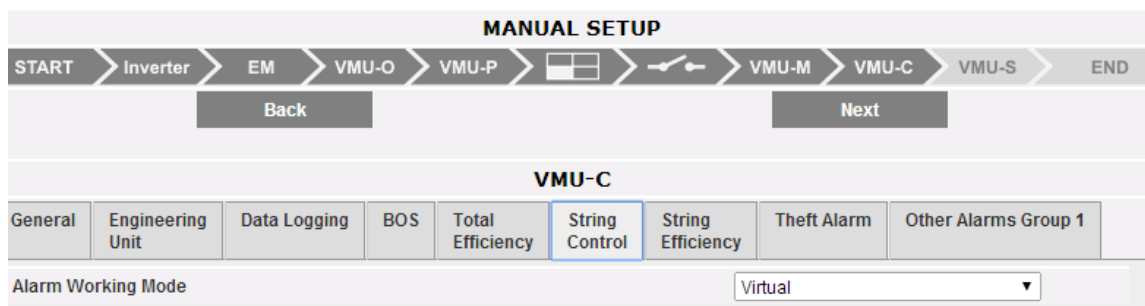 MANUAL SETUP
START Inverter EM VMU-O VMU-P VMU-M VMU-C VMU-S END
Back Next
VMU-C
General Engineering Unit Data Logging BOS Total Efficiency String Control String Efficiency Theft Alarm Other Alarms Group 1
Alarm Working Mode Virtual